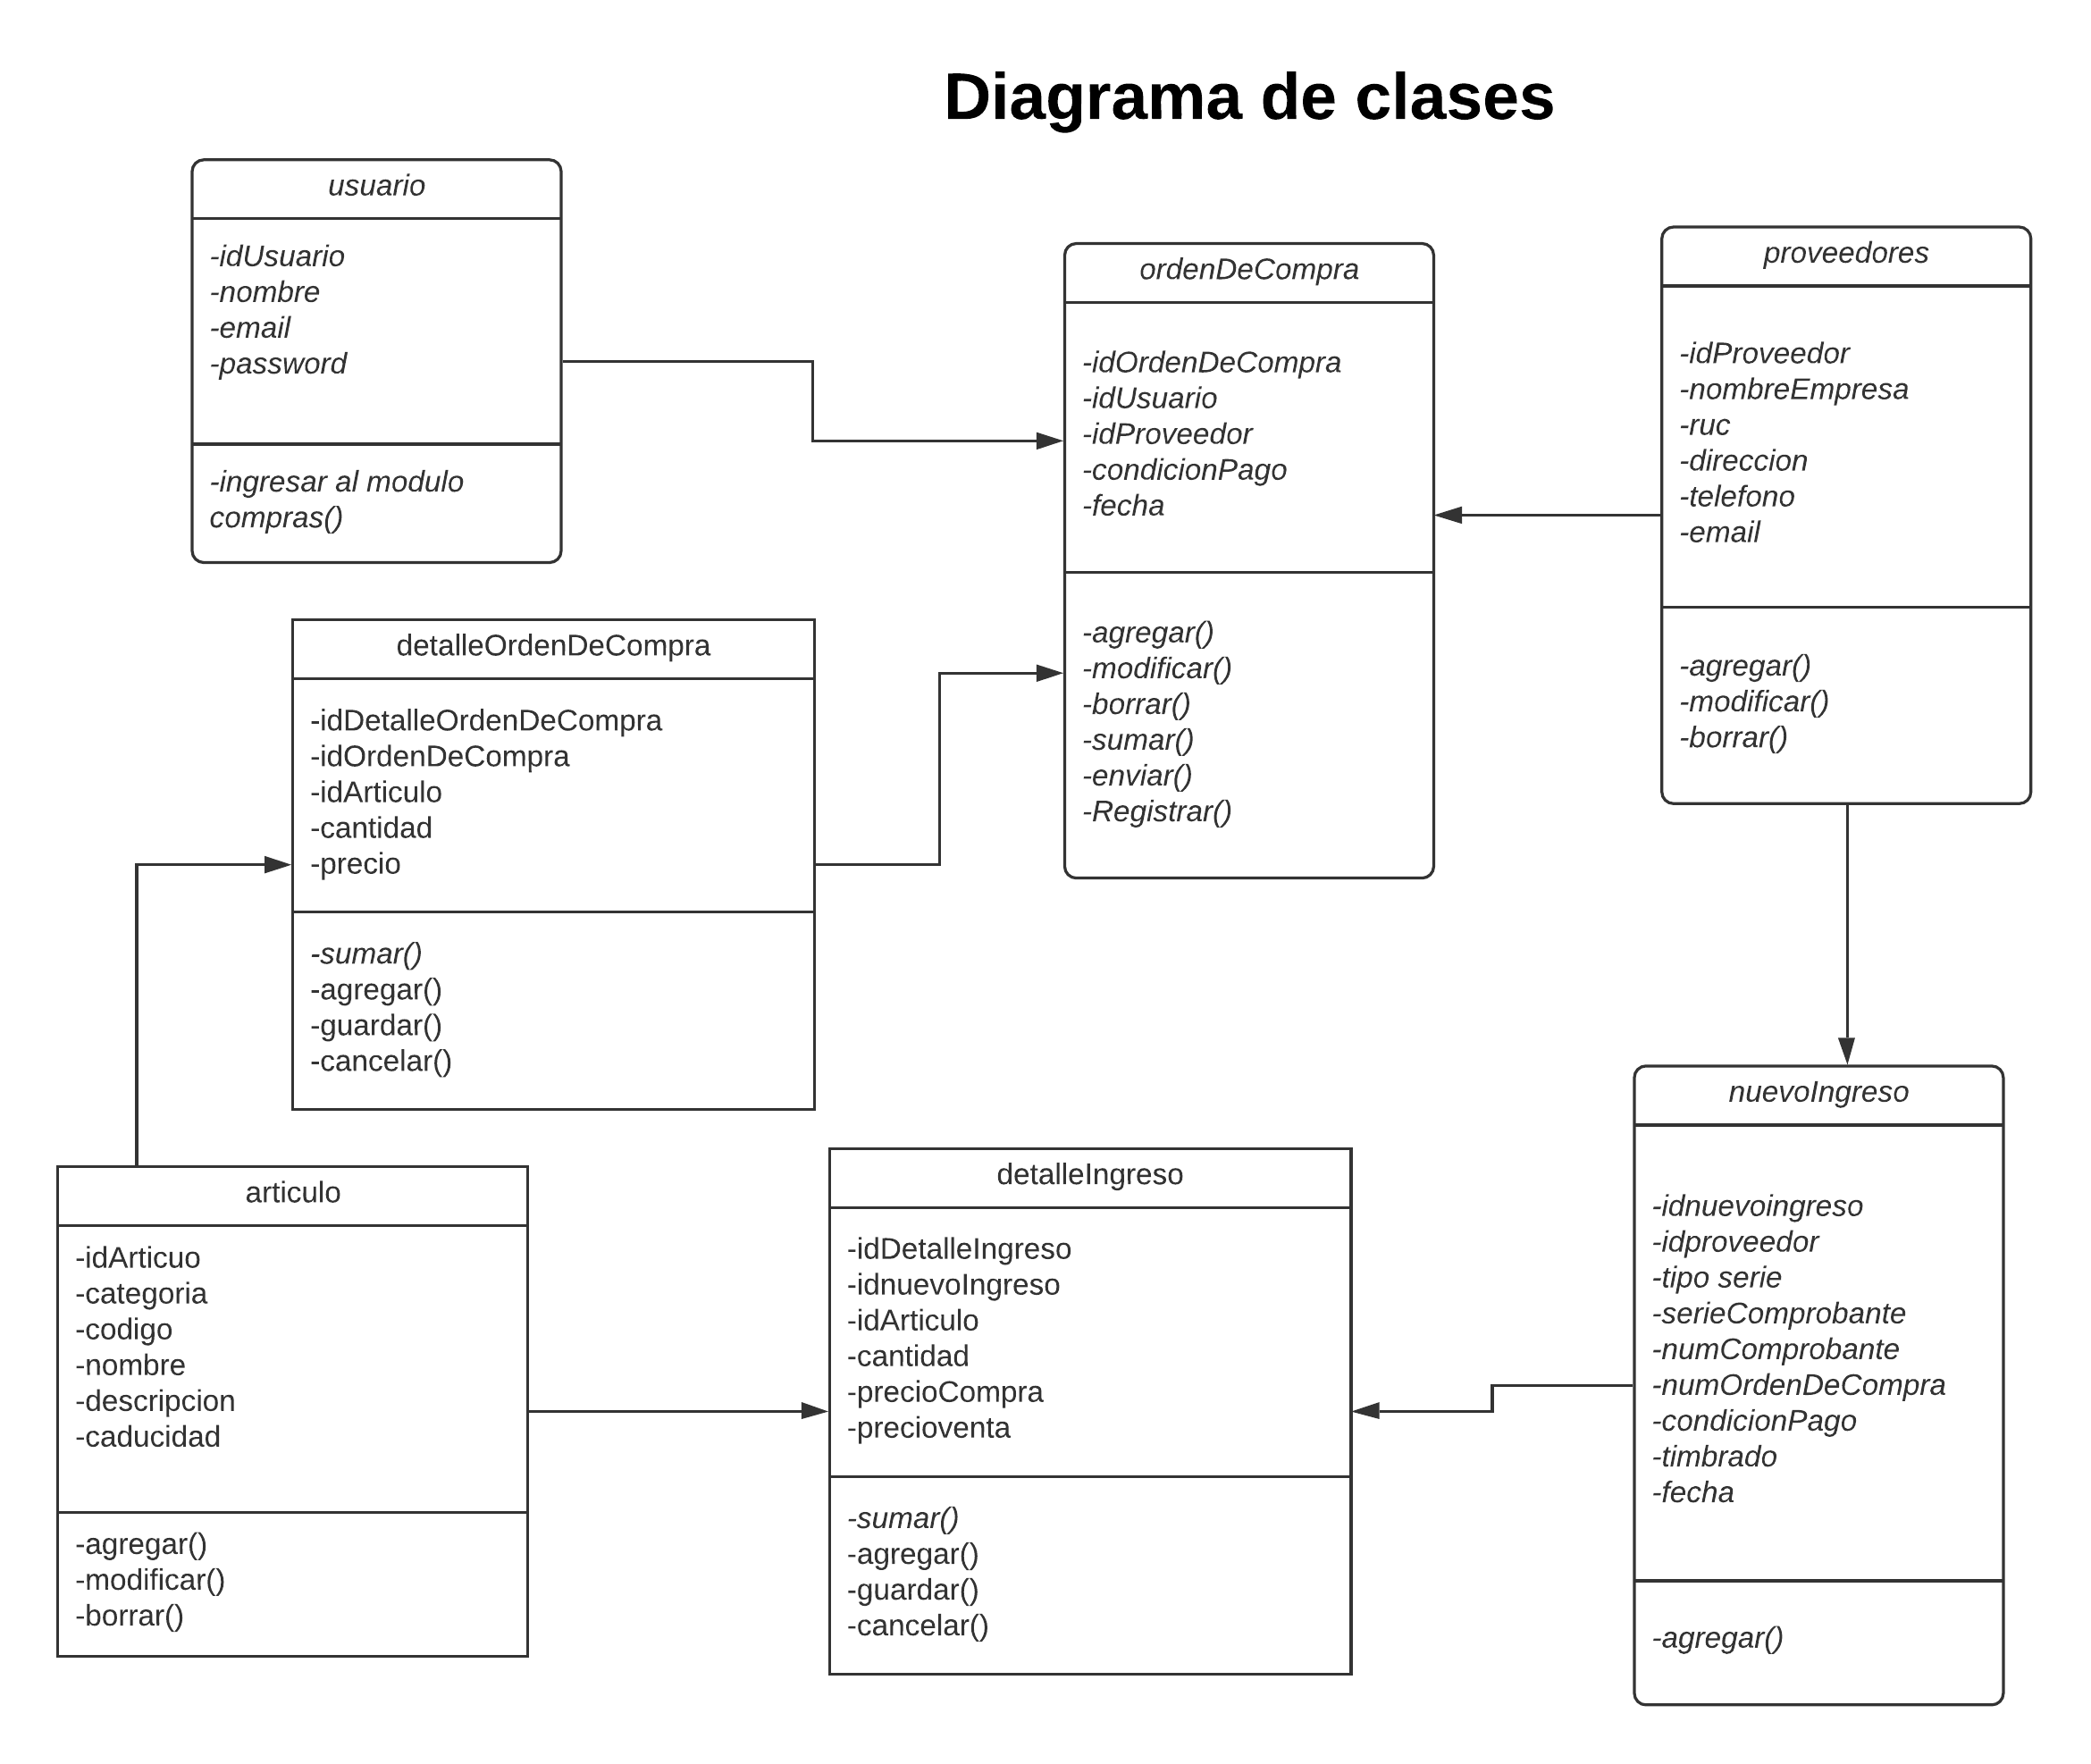 Diagrama de clases
usuario
-idUsuario
-nombre
-email
-password
-ingresar al modulo
compras()
ordenDeCompra
-idOrdenDeCompra
-idUsuario
-idProveedor
-condicionPago
-fecha
-agregar()
-modificar()
-borrar()
-sumar()
-enviar()
-Registrar()
proveedores
-idProveedor
-nombreEmpresa
-ruc
-direccion
-telefono
-email
-agregar()
-modificar()
-borrar()
detalleOrdenDeCompra
-idDetalleOrdenDeCompra
-idOrdenDeCompra
-idArticulo
-cantidad
-precio
-sumar()
-agregar()
-guardar()
-cancelar()
articulo
-idArticuo
-categoria
-codigo
-nombre
-descripcion
-caducidad
-agregar()
-modificar()
-borrar()
detalleIngreso
-idDetalleIngreso
-idnuevoIngreso
-idArticulo
-cantidad
-precioCompra
-precioventa
-sumar()
-agregar()
-guardar()
-cancelar()
nuevoIngreso
-idnuevoingreso
-idproveedor
-tipo serie
-serieComprobante
-numComprobante
-numOrdenDeCompra
-condicionPago
-timbrado
-fecha
-agregar()